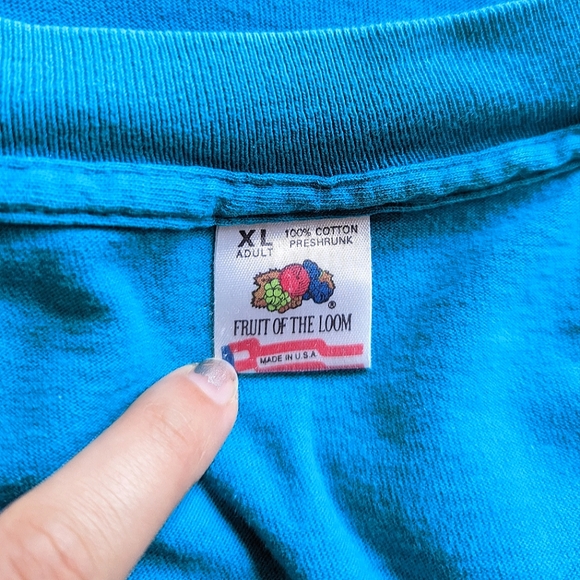 XL 100% COTTON
ADULT PRESHRUNK
®
FRUIT OF THE LOOM
MADE IN U.S.A.